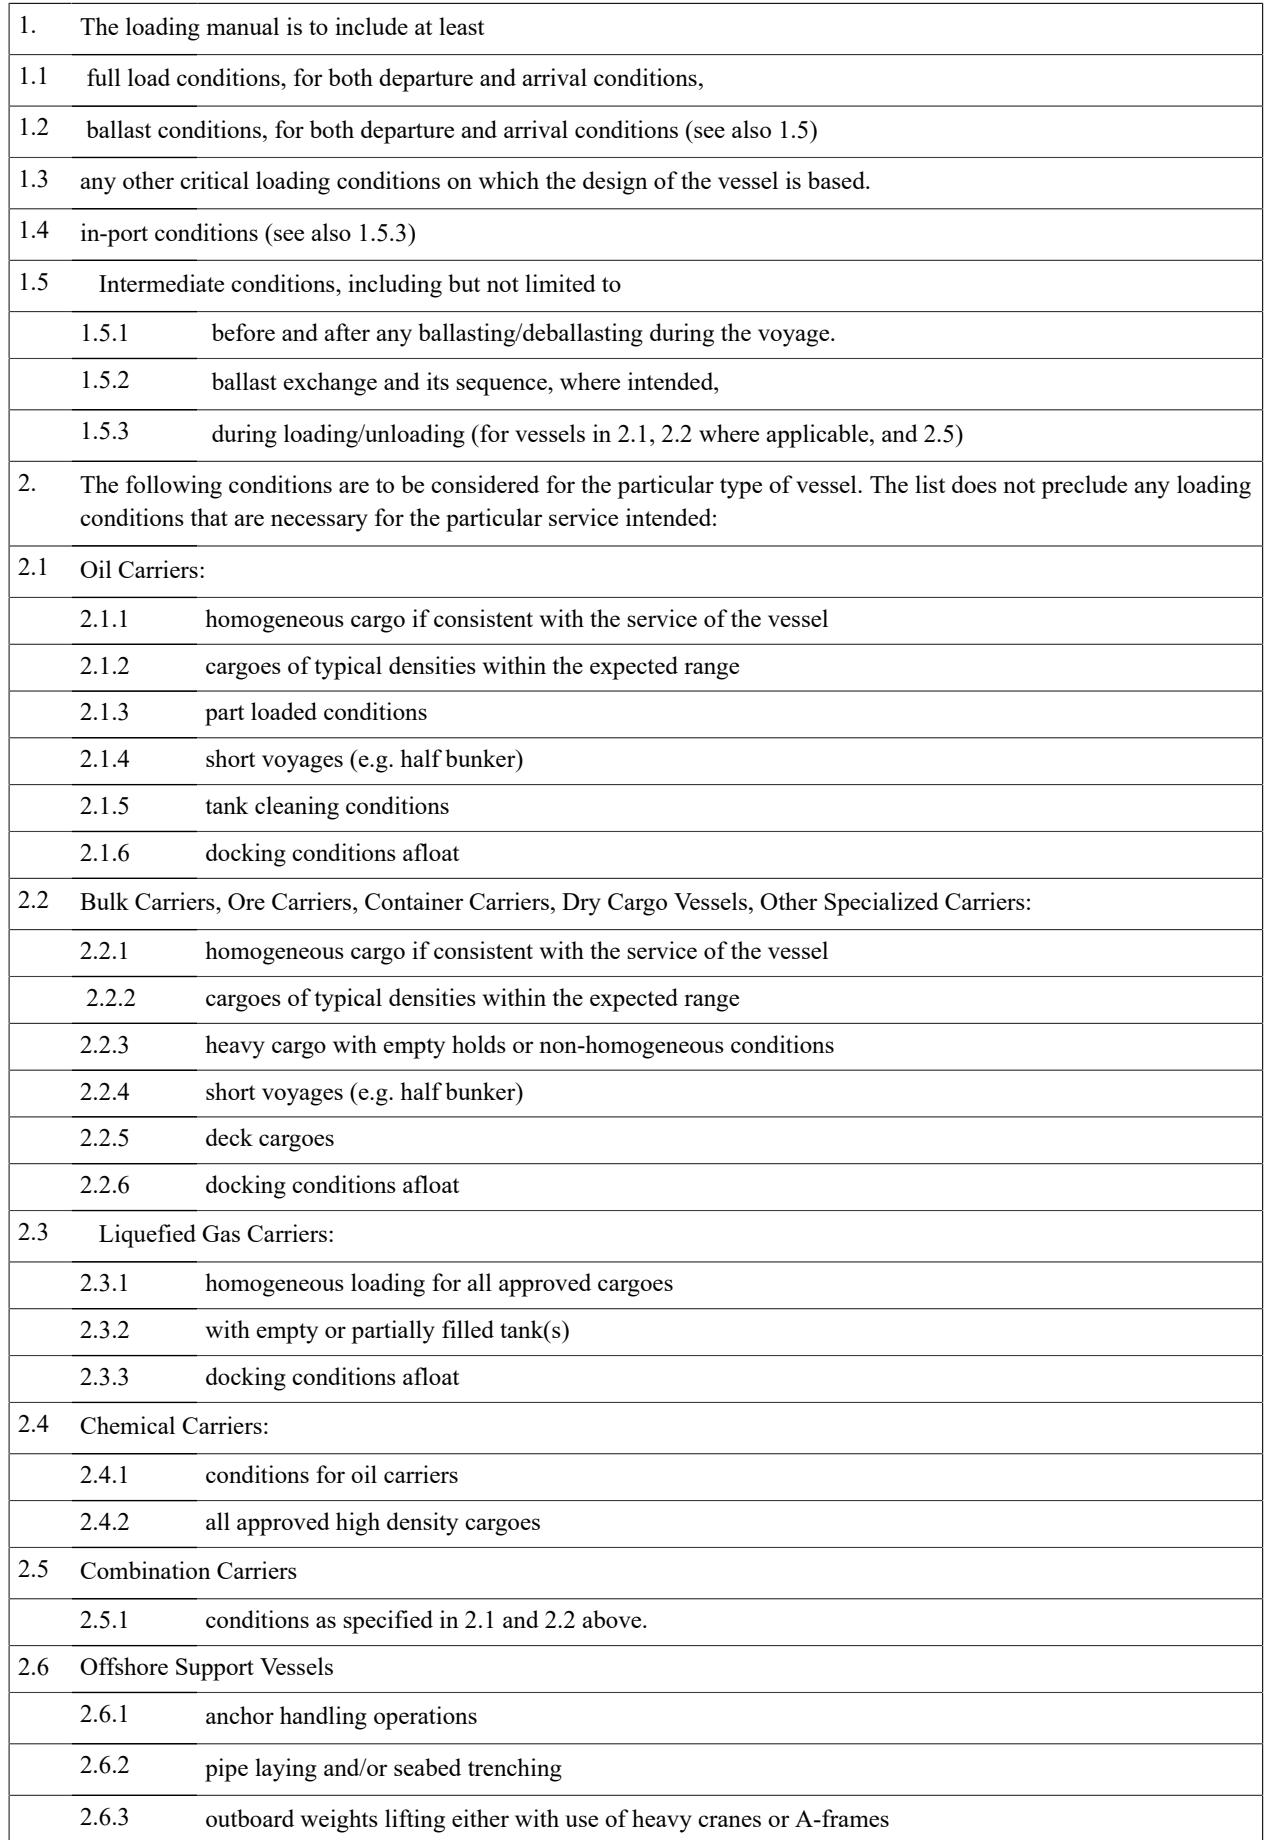 1. The loading manual is to include at least
1.1 full load conditions, for both departure and arrival conditions,
1.2 ballast conditions, for both departure and arrival conditions (see also 1.5)
1.3 any other critical loading conditions on which the design of the vessel is based.
1.4 in-port conditions (see also 1.5.3)
1.5 Intermediate conditions, including but not limited to
1.5.1 before and after any ballasting/deballasting during the voyage.
1.5.2 ballast exchange and its sequence, where intended,
1.5.3 during loading/unloading (for vessels in 2.1, 2.2 where applicable, and 2.5)
2. The following conditions are to be considered for the particular type of vessel. The list does not preclude any loading
conditions that are necessary for the particular service intended:
2.1 Oil Carriers:
2.1.1 homogeneous cargo if consistent with the service of the vessel
2.1.2 cargoes of typical densities within the expected range
2.1.3 part loaded conditions
2.1.4 short voyages (e.g. half bunker)
2.1.5 tank cleaning conditions
2.1.6 docking conditions afloat
2.2 Bulk Carriers, Ore Carriers, Container Carriers, Dry Cargo Vessels, Other Specialized Carriers:
2.2.1 homogeneous cargo if consistent with the service of the vessel
2.2.2 cargoes of typical densities within the expected range
2.2.3 heavy cargo with empty holds or non-homogeneous conditions
2.2.4 short voyages (e.g. half bunker)
2.2.5 deck cargoes
2.2.6 docking conditions afloat
2.3 Liquefied Gas Carriers:
2.3.1 homogeneous loading for all approved cargoes
2.3.2 with empty or partially filled tank(s)
2.3.3 docking conditions afloat
2.4 Chemical Carriers:
2.4.1 conditions for oil carriers
2.4.2 all approved high density cargoes
2.5 Combination Carriers
2.5.1 conditions as specified in 2.1 and 2.2 above.
2.6 Offshore Support Vessels
2.6.1 anchor handling operations
2.6.2 pipe laying and/or seabed trenching
2.6.3 outboard weights lifting either with use of heavy cranes or A-frames